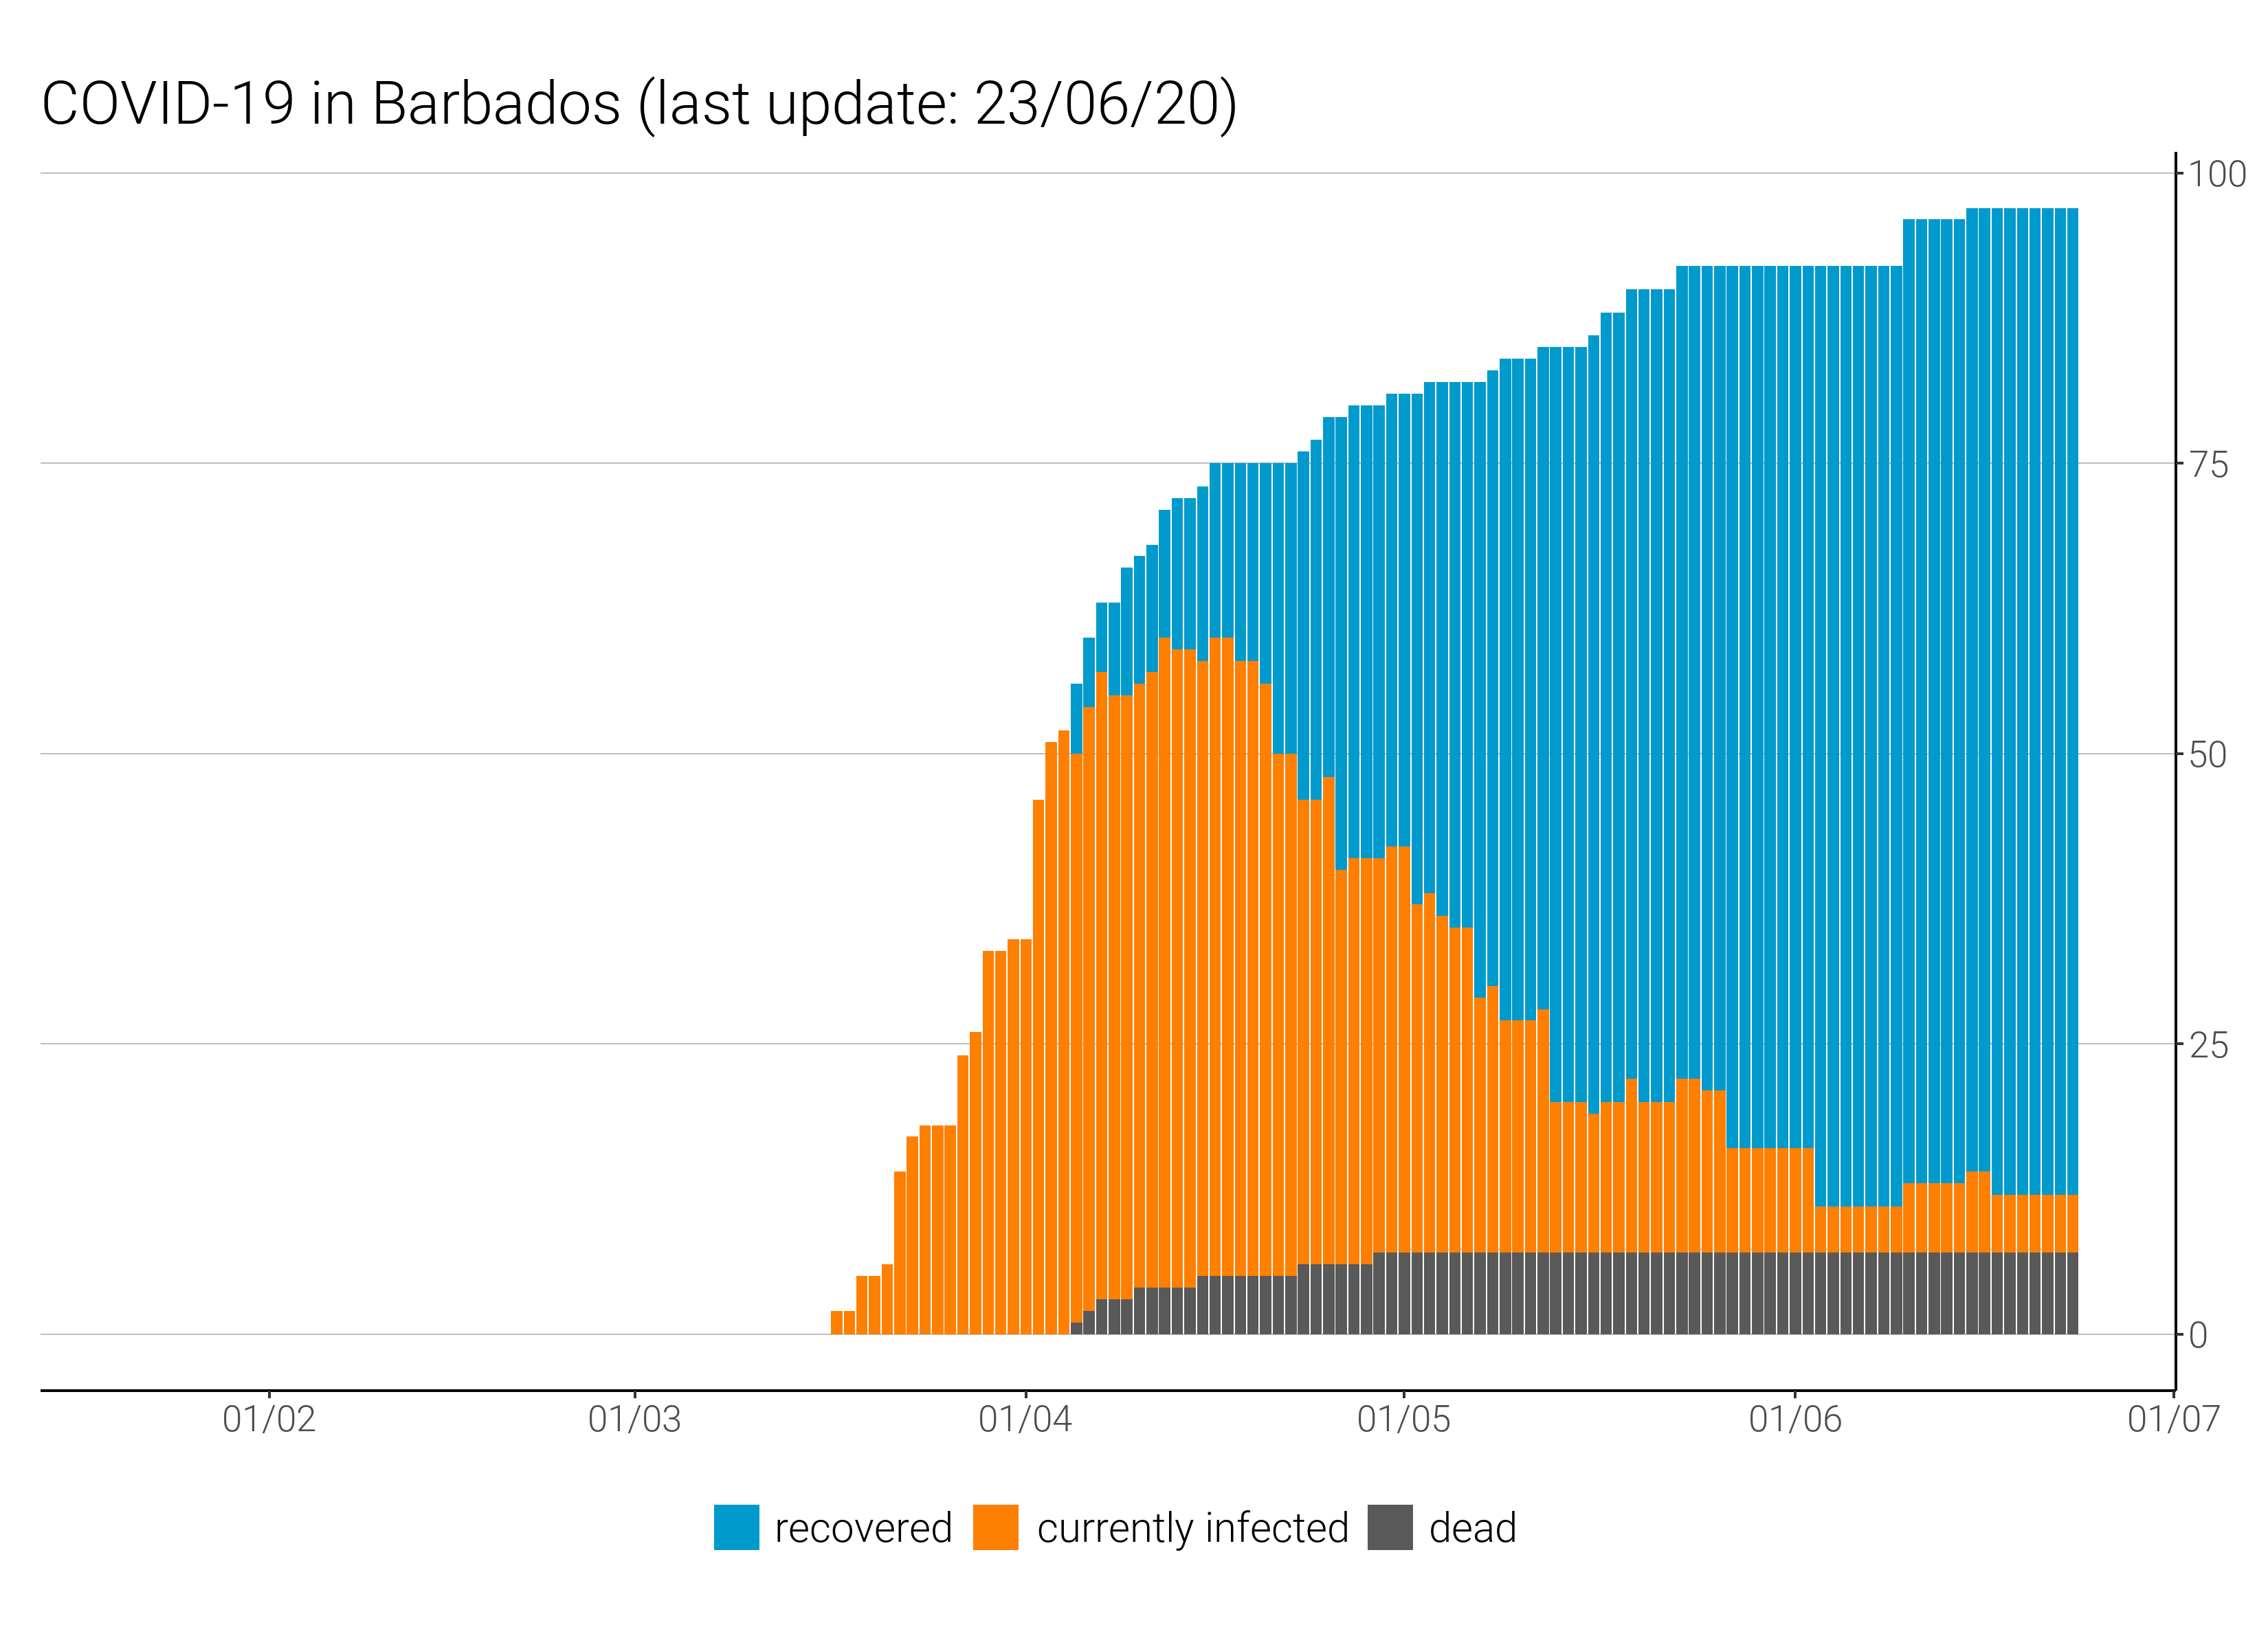 COVID-19 in Barbados (last update: 23/06/20)
100
75
50
25
0
01/02 01/03 01/04 01/05 01/06 01/07
recovered currently infected dead